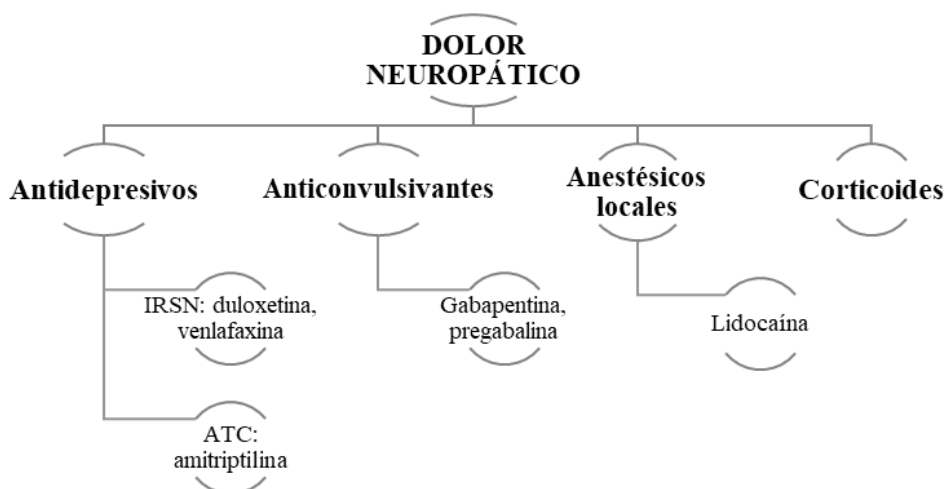 DOLOR
NEUROPÁTICO
Antidepresivos
Anticonvulsivantes
Anestésicos
locales
Corticoides
IRSN: duloxetina,
venlafaxina
Gabapentina,
pregabalina
Lidocaína
ATC:
amitriptilina